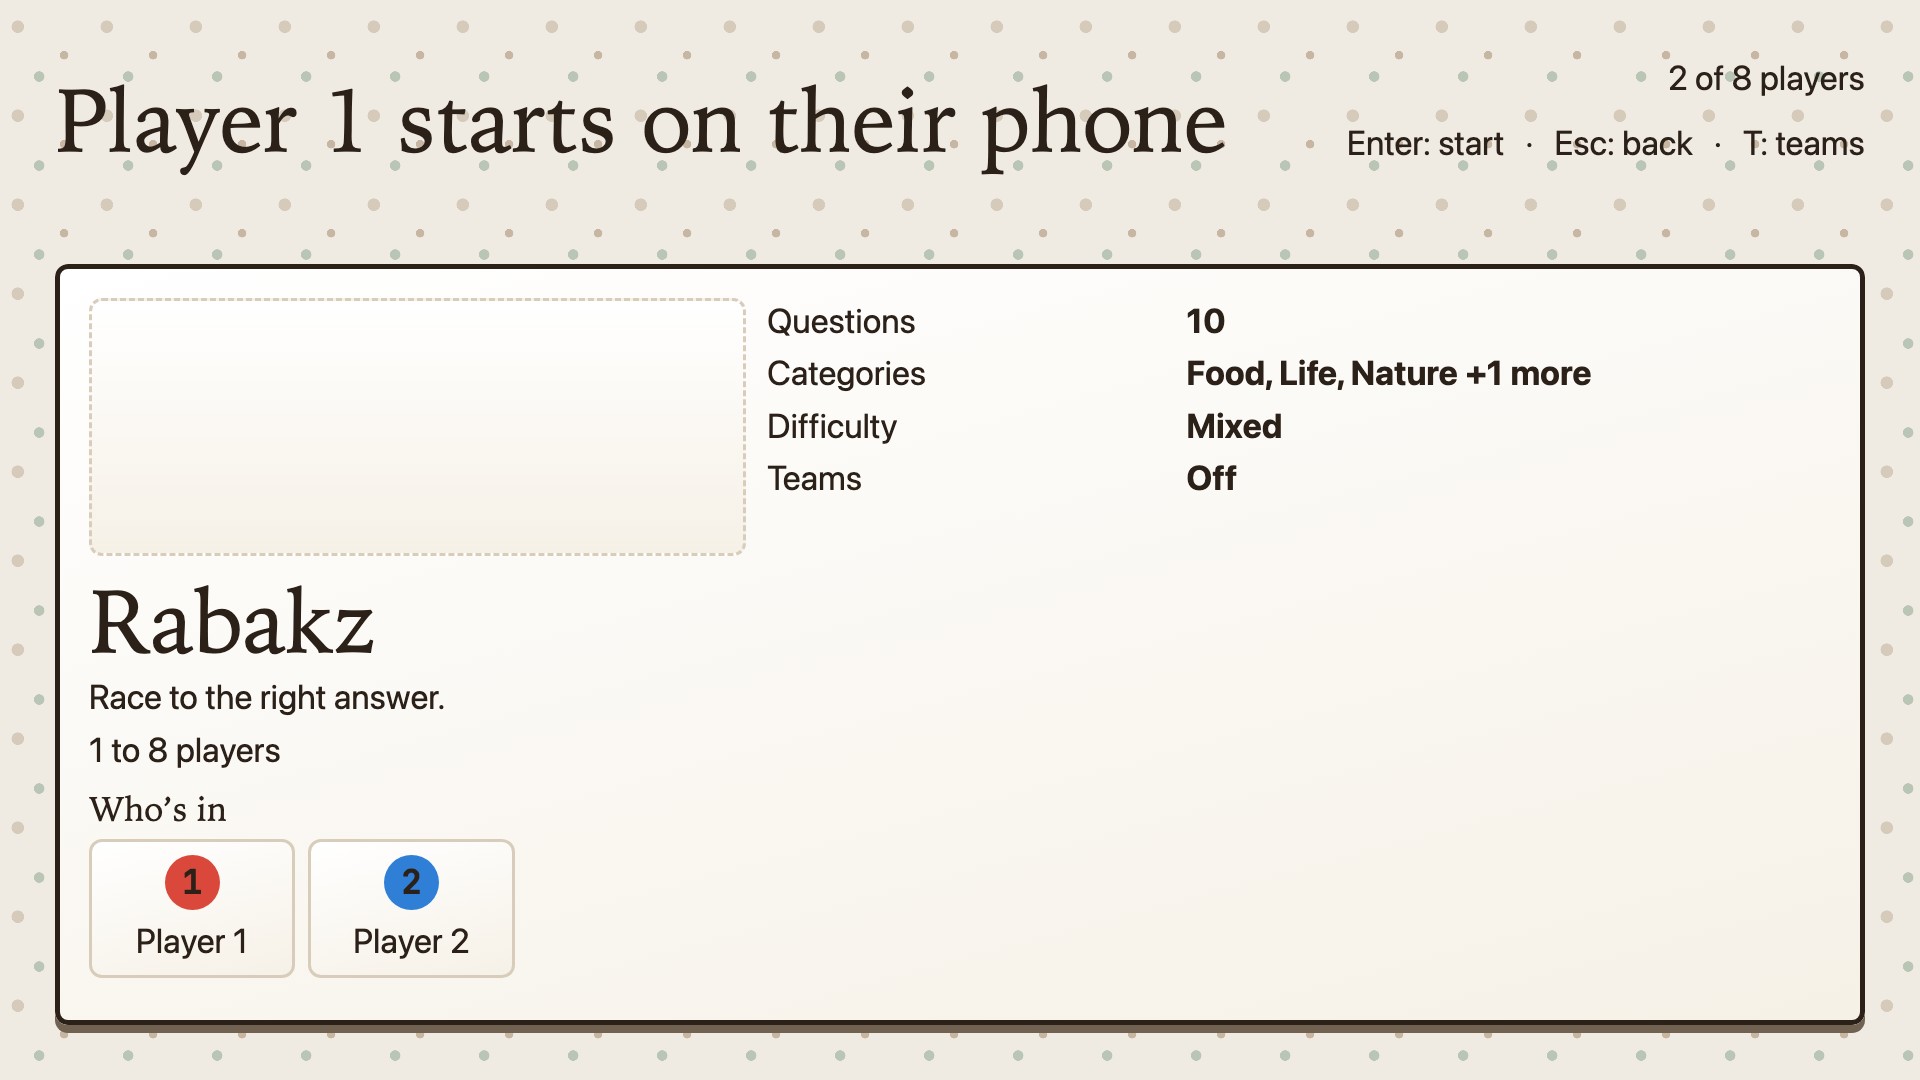 Player 1 starts on their phone
2 of 8 players
Enter: start · Esc: back · T: teams
Questions 10
Categories Food, Life, Nature +1 more
Difficulty Mixed
Teams Off
Rabakz
Race to the right answer.
1 to 8 players
Who’s in
1 2
Player 1 Player 2